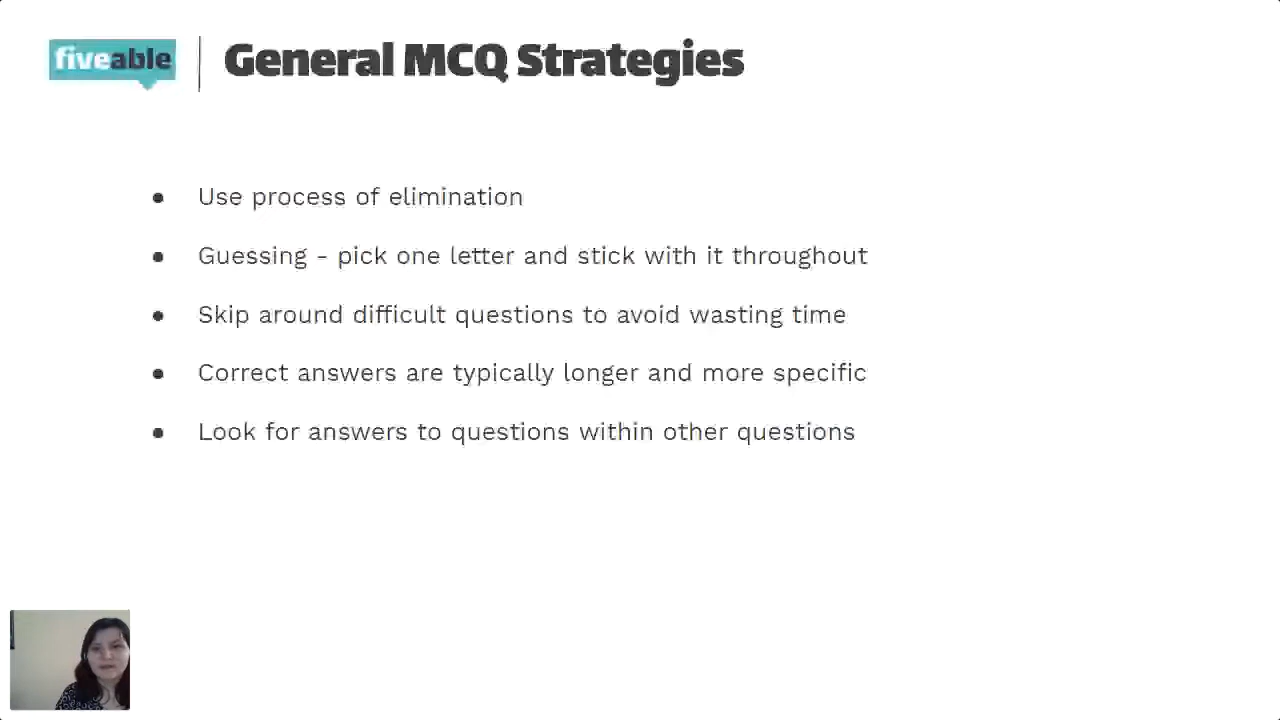 fiveable
General MCQ Strategies
● Use process of elimination
● Guessing - pick one letter and stick with it throughout
● Skip around difficult questions to avoid wasting time
● Correct answers are typically longer and more specific
● Look for answers to questions within other questions